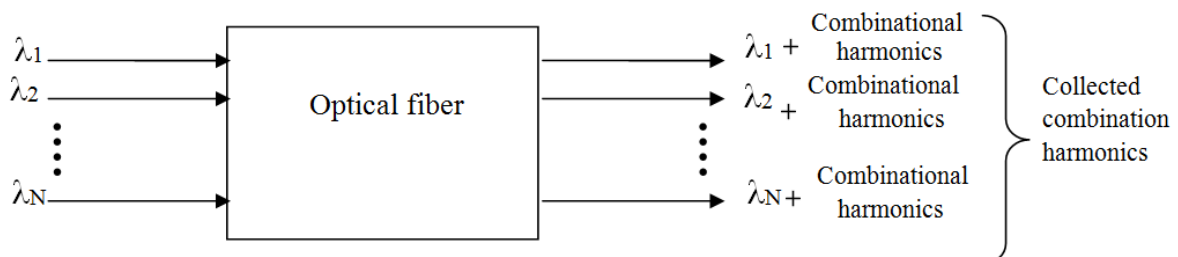 λ1
λ2
λN
Optical fiber
λ1 + Combinational
harmonics
λ2 + Combinational
harmonics
λN+ Combinational
harmonics
Collected
combination
harmonics